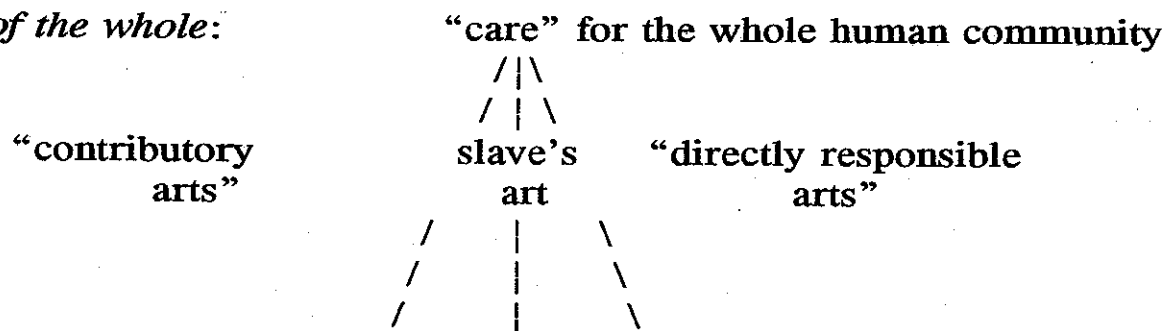 of the whole: “care” for the whole human community
“contributory slave’s “directly responsible
arts” art arts”